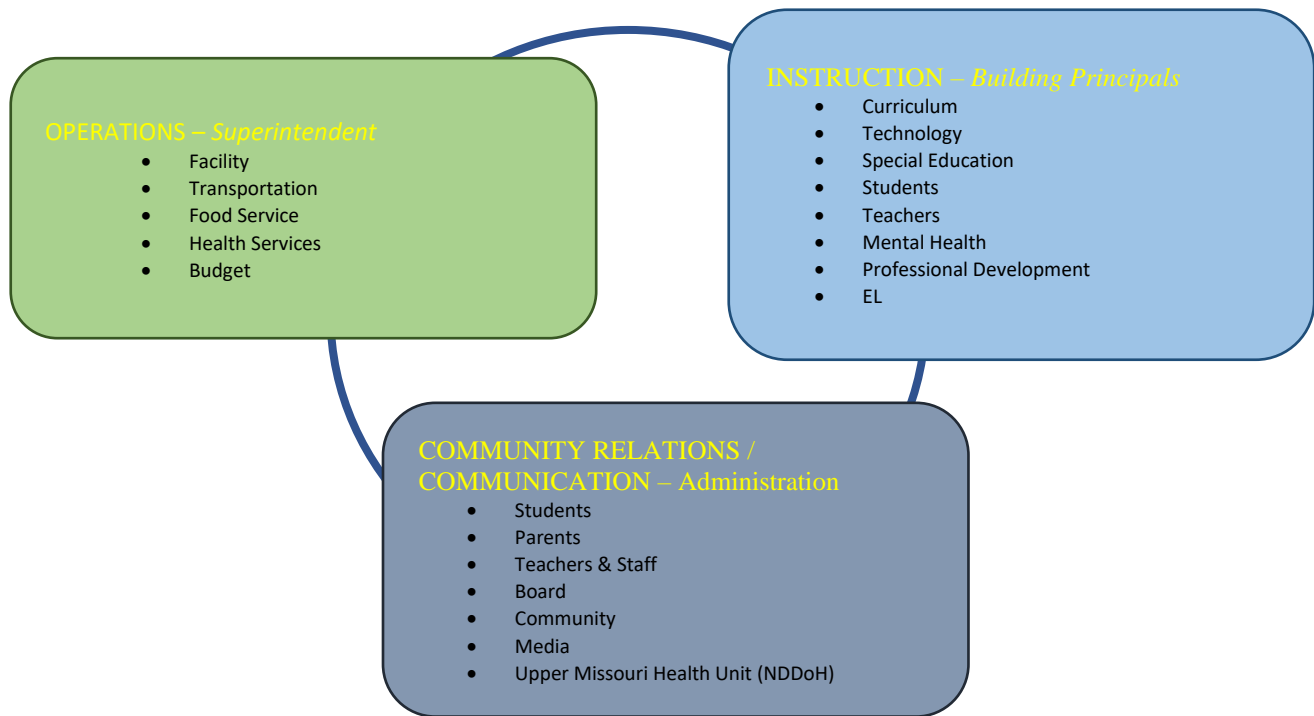 OPERATIONS – Superintendent
• Facility
• Transportation
• Food Service
• Health Services
• Budget
INSTRUCTION – Building Principals
• Curriculum
• Technology
• Special Education
• Students
• Teachers
• Mental Health
• Professional Development
• EL
COMMUNITY RELATIONS /
COMMUNICATION – Administration
• Students
• Parents
• Teachers & Staff
• Board
• Community
• Media
• Upper Missouri Health Unit (NDDoH)